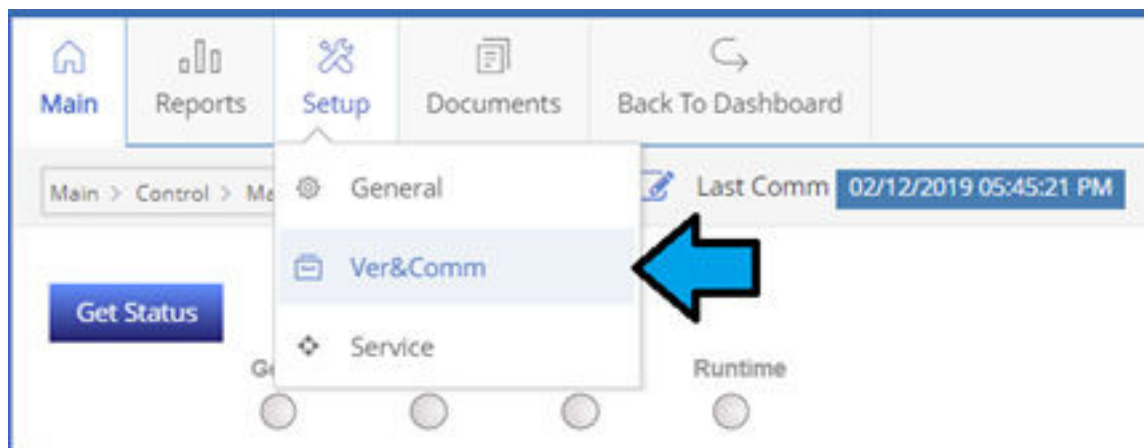 Main Reports Setup Documents Back To Dashboard
Main > Control >
General
Last Comm 02/12/2019 05:45:21 PM
Ver&Comm
Get Status
Service
Runtime